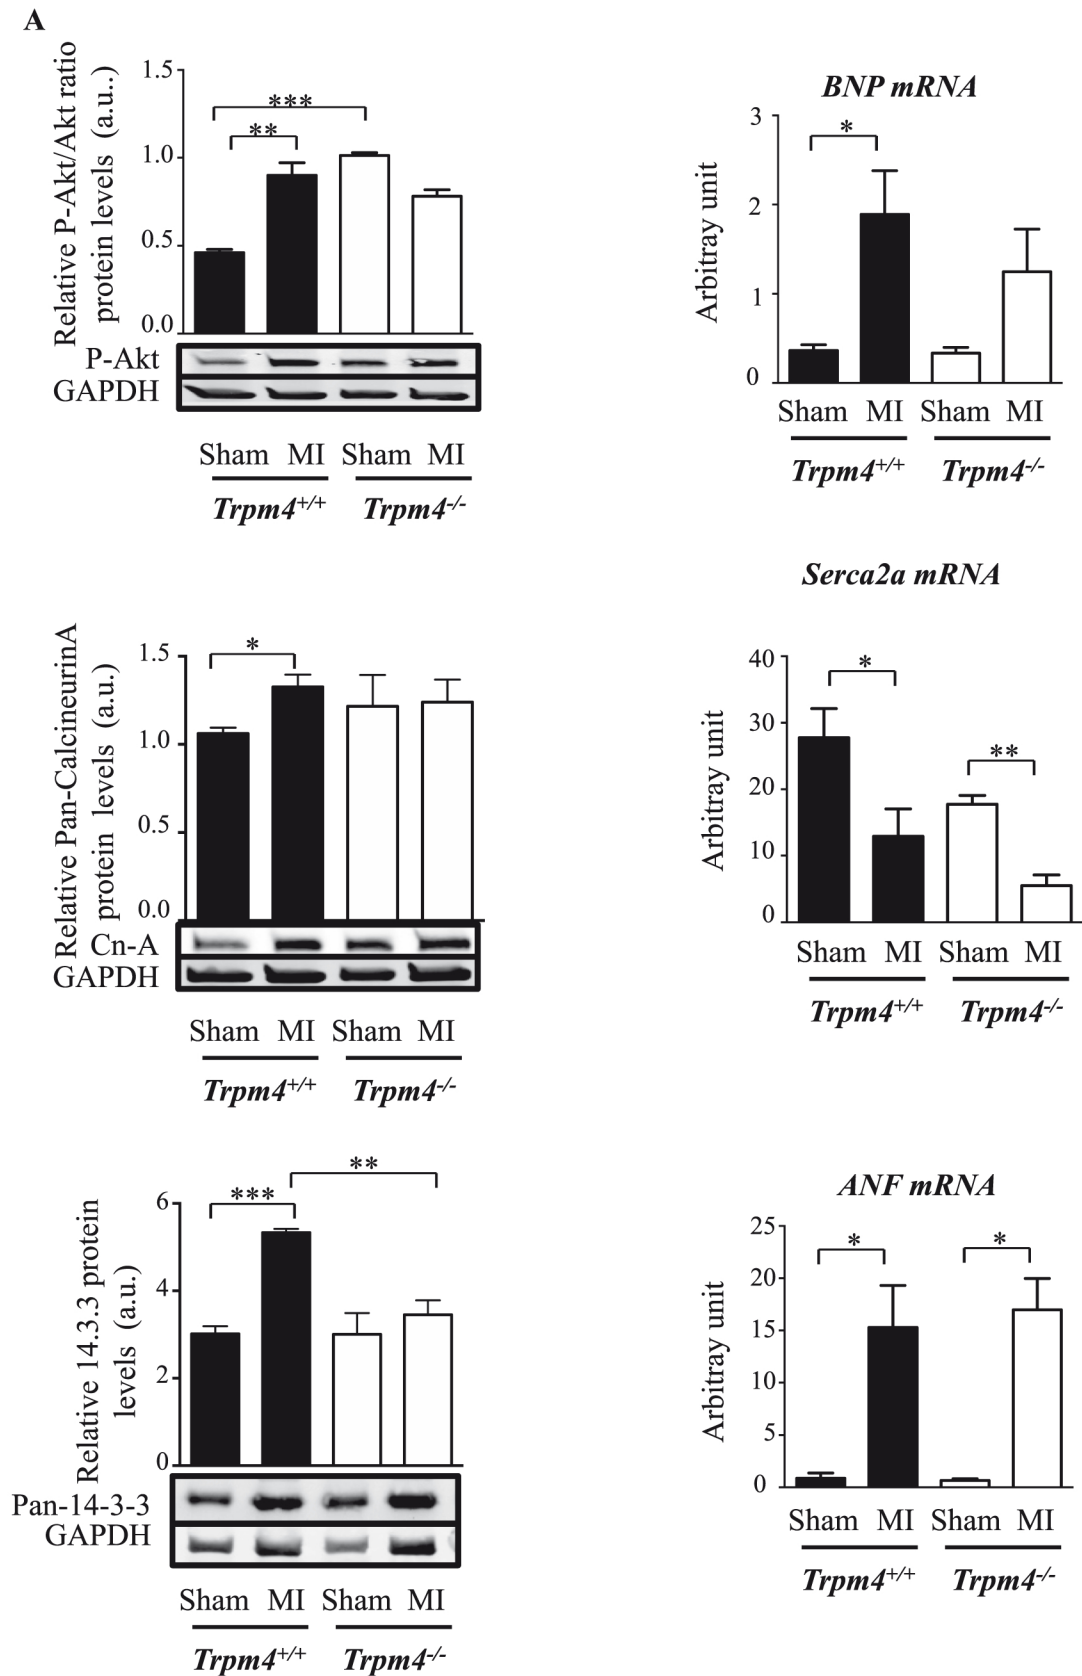 A
Relative P-Akt/Akt ratio
protein levels (a.u..)
1.5
1.0
0.5
0.0
***
**
P-Akt
GAPDH
Sham MI Sham MI
Trpm4+/+ Trpm4-/-
BNP mRNA
Arbitray unit
3
2
1
0
*
Sham MI Sham MI
Trpm4+/+ Trpm4-/-
Relative Pan-CalcineurinA
protein levels (a.u.)
1.5
1.0
0.5
0.0
*
Cn-A
GAPDH
Sham MI Sham MI
Trpm4+/+ Trpm4-/-
Serca2a mRNA
Arbitray unit
40
30
20
10
0
*
**
Sham MI Sham MI
Trpm4+/+ Trpm4-/-
Relative 14.3.3 protein
levels (a.u.)
6
4
2
0
**
***
Pan-14-3-3
GAPDH
Sham MI Sham MI
Trpm4+/+ Trpm4-/-
ANF mRNA
Arbitray unit
25
20
15
10
5
0
* *
Sham MI Sham MI
Trpm4+/+ Trpm4-/-